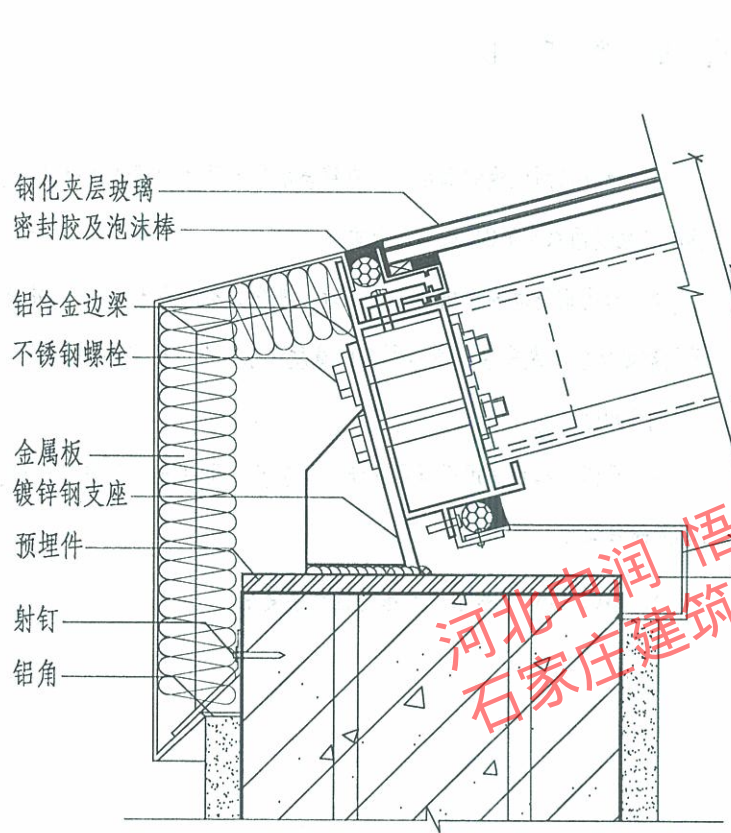 钢化夹层玻璃
密封胶及泡沫棒
铝合金边梁
不锈钢螺栓
金属板
镀锌钢支座
预埋件
射钉
铝角
河北中润 悟
石家庄建筑